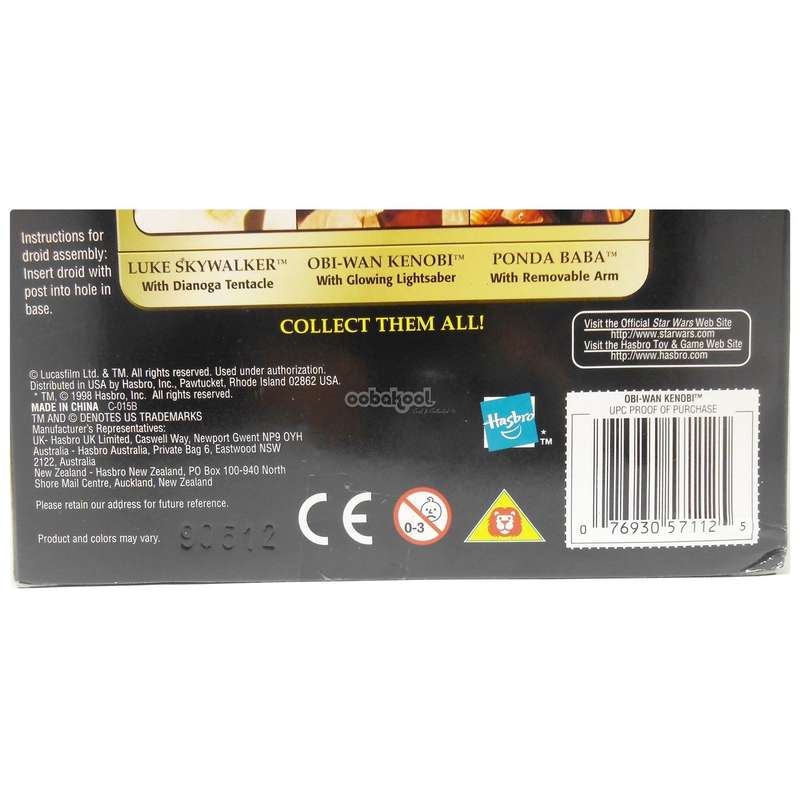 Instructions for
droid assembly:
Insert droid with
post into hole in
base.
LUKE SKYWALKER™
With Dianoga Tentacle
OBI-WAN KENOBI™
With Glowing Lightsaber
PONDA BABA™
With Removable Arm
COLLECT THEM ALL!
Visit the Official Star Wars Web Site
http://www.starwars.com
Visit the Hasbro Toy & Game Web Site
http://www.hasbro.com
© Lucasfilm Ltd. & TM. All rights reserved. Used under authorization.
Distributed in USA by Hasbro, Inc., Pawtucket, Rhode Island 02862 USA.
* TM, © 1998 Hasbro, Inc. All rights reserved.
MADE IN CHINA C-015B
TM AND © DENOTES US TRADEMARKS
Manufacturer's Representatives:
UK- Hasbro UK Limited, Caswell Way, Newport Gwent NP9 OYH
Australia - Hasbro Australia, Private Bag 6, Eastwood NSW
2122, Australia
New Zealand - Hasbro New Zealand, PO Box 100-940 North
Shore Mail Centre, Auckland, New Zealand
Please retain our address for future reference.
Product and colors may vary.
90512
oobakool
Hasbro
™
CE
0-3
OBI-WAN KENOBI™
UPC PROOF OF PURCHASE
0 76930 57112 5